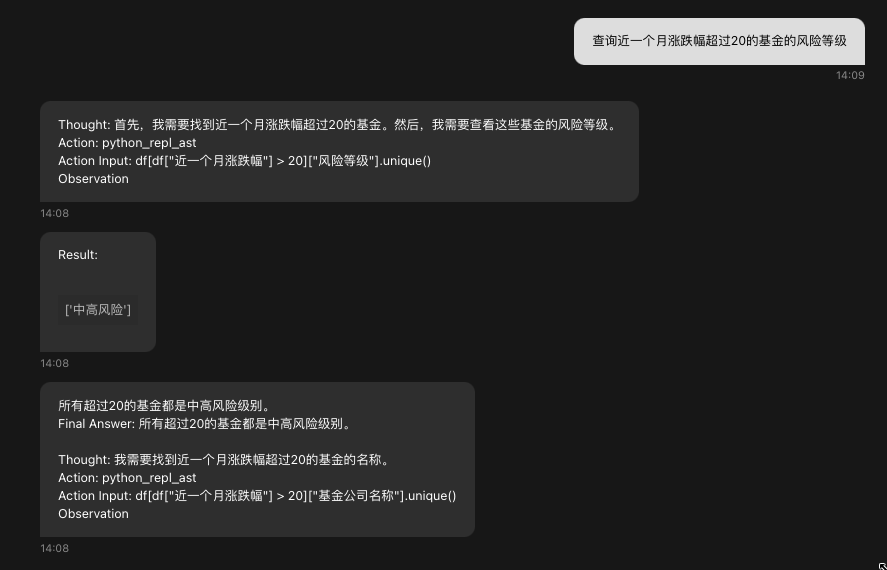 查询近一个月涨跌幅超过20的基金的风险等级
14:09
Thought: 首先，我需要找到近一个月涨跌幅超过20的基金。然后，我需要查看这些基金的风险等级。
Action: python_repl_ast
Action Input: df[df["近一个月涨跌幅"] > 20]["风险等级"].unique()
Observation
14:08
Result:
['中高风险']
14:08
所有超过20的基金都是中高风险级别。
Final Answer: 所有超过20的基金都是中高风险级别。
Thought: 我需要找到近一个月涨跌幅超过20的基金的名称。
Action: python_repl_ast
Action Input: df[df["近一个月涨跌幅"] > 20]["基金公司名称"].unique()
Observation
14:08